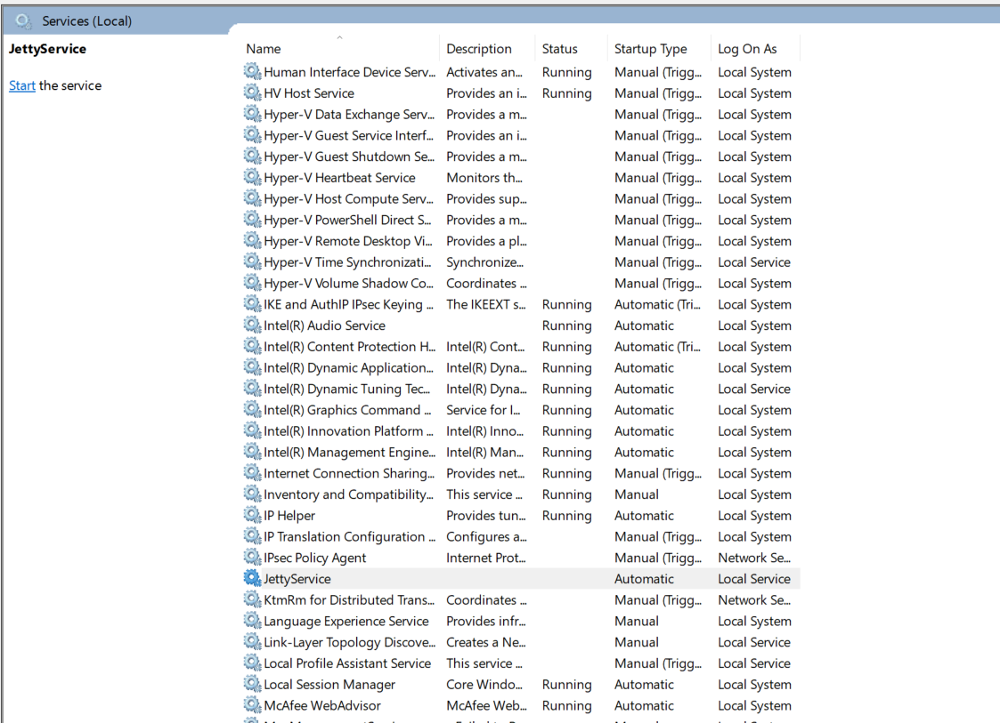 Services (Local)
JettyService
Start the service
Name Description Status Startup Type Log On As
Human Interface Device Serv... Activates an... Running Manual (Trigg... Local System
HV Host Service Provides an i... Running Manual (Trigg... Local System
Hyper-V Data Exchange Serv... Provides a m... Manual (Trigg... Local System
Hyper-V Guest Service Interf... Provides an i... Manual (Trigg... Local System
Hyper-V Guest Shutdown Se... Provides a m... Manual (Trigg... Local System
Hyper-V Heartbeat Service Monitors th... Manual (Trigg... Local System
Hyper-V Host Compute Serv... Provides sup... Manual (Trigg... Local System
Hyper-V PowerShell Direct S... Provides a m... Manual (Trigg... Local System
Hyper-V Remote Desktop Vi... Provides a pl... Manual (Trigg... Local System
Hyper-V Time Synchronizati... Synchronize... Manual (Trigg... Local Service
Hyper-V Volume Shadow Co... Coordinates ... Manual (Trigg... Local System
IKE and AuthIP IPsec Keying ... The IKEEXT s... Running Automatic (Tri... Local System
Intel(R) Audio Service Running Automatic Local System
Intel(R) Content Protection H... Intel(R) Cont... Running Automatic (Tri... Local System
Intel(R) Dynamic Application... Intel(R) Dyna... Running Automatic Local System
Intel(R) Dynamic Tuning Tec... Intel(R) Dyna... Running Automatic Local Service
Intel(R) Graphics Command ... Service for I... Running Automatic Local System
Intel(R) Innovation Platform ... Intel(R) Inno... Running Automatic Local System
Intel(R) Management Engine... Intel(R) Man... Running Automatic Local System
Internet Connection Sharing... Provides net... Running Manual (Trigg... Local System
Inventory and Compatibility... This service ... Running Manual Local System
IP Helper Provides tun... Running Automatic Local System
IP Translation Configuration ... Configures a... Manual (Trigg... Local System
IPsec Policy Agent Internet Prot... Manual (Trigg... Network Se...
JettyService Automatic Local Service
KtmRm for Distributed Trans... Coordinates ... Manual (Trigg... Network Se...
Language Experience Service Provides infr... Manual Local System
Link-Layer Topology Discove... Creates a Ne... Manual Local Service
Local Profile Assistant Service This service ... Manual (Trigg... Local Service
Local Session Manager Core Windo... Running Automatic Local System
McAfee WebAdvisor McAfee Web... Running Automatic Local System